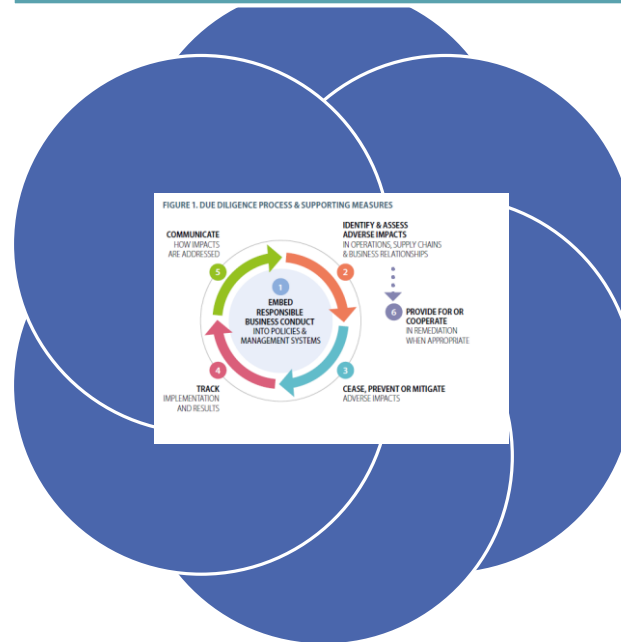 FIGURE 1. DUE DILIGENCE PROCESS & SUPPORTING MEASURES
COMMUNICATE
HOW IMPACTS
ARE ADDRESSED
5
IDENTIFY & ASSESS
ADVERSE IMPACTS
IN OPERATIONS, SUPPLY CHAINS
& BUSINESS RELATIONSHIPS
2
1
EMBED
RESPONSIBLE
BUSINESS CONDUCT
INTO POLICIES &
MANAGEMENT SYSTEMS
6
PROVIDE FOR OR
COOPERATE
IN REMEDIATION
WHEN APPROPRIATE
4
TRACK
IMPLEMENTATION
AND RESULTS
3
CEASE, PREVENT OR MITIGATE
ADVERSE IMPACTS